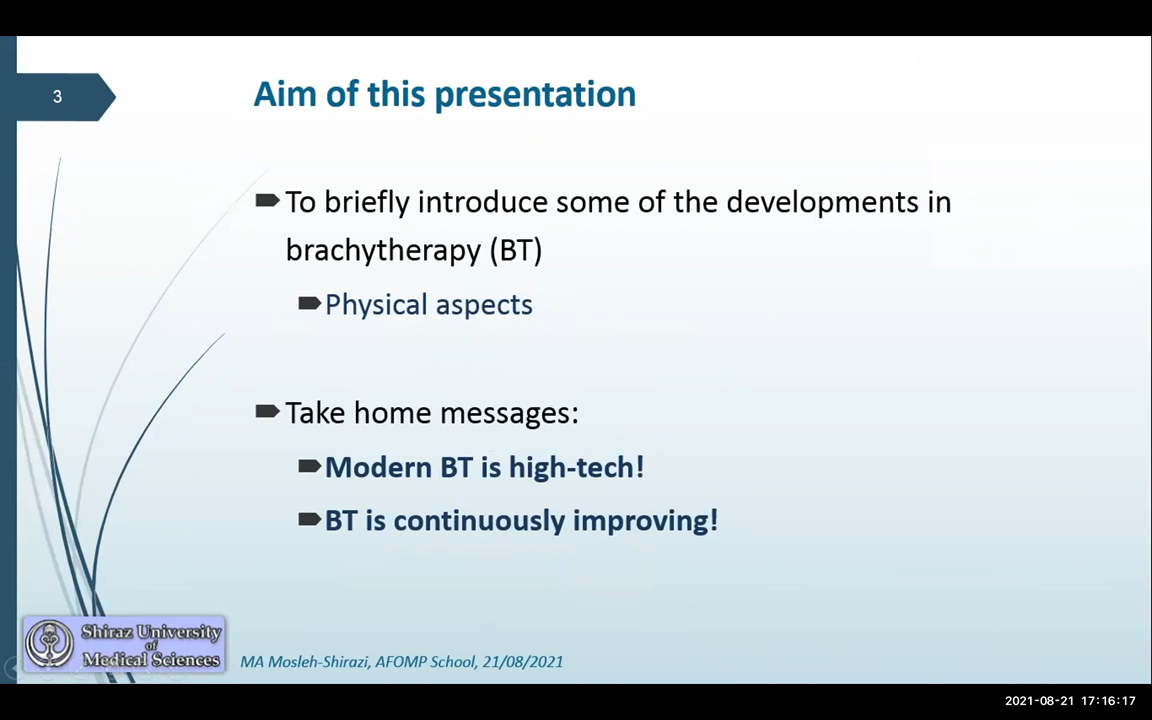 3
Aim of this presentation
To briefly introduce some of the developments in
brachytherapy (BT)
Physical aspects
Take home messages:
Modern BT is high-tech!
BT is continuously improving!
Shiraz University
of
Medical Sciences
MA Mosleh-Shirazi, AFOMP School, 21/08/2021
2021-08-21 17:16:17